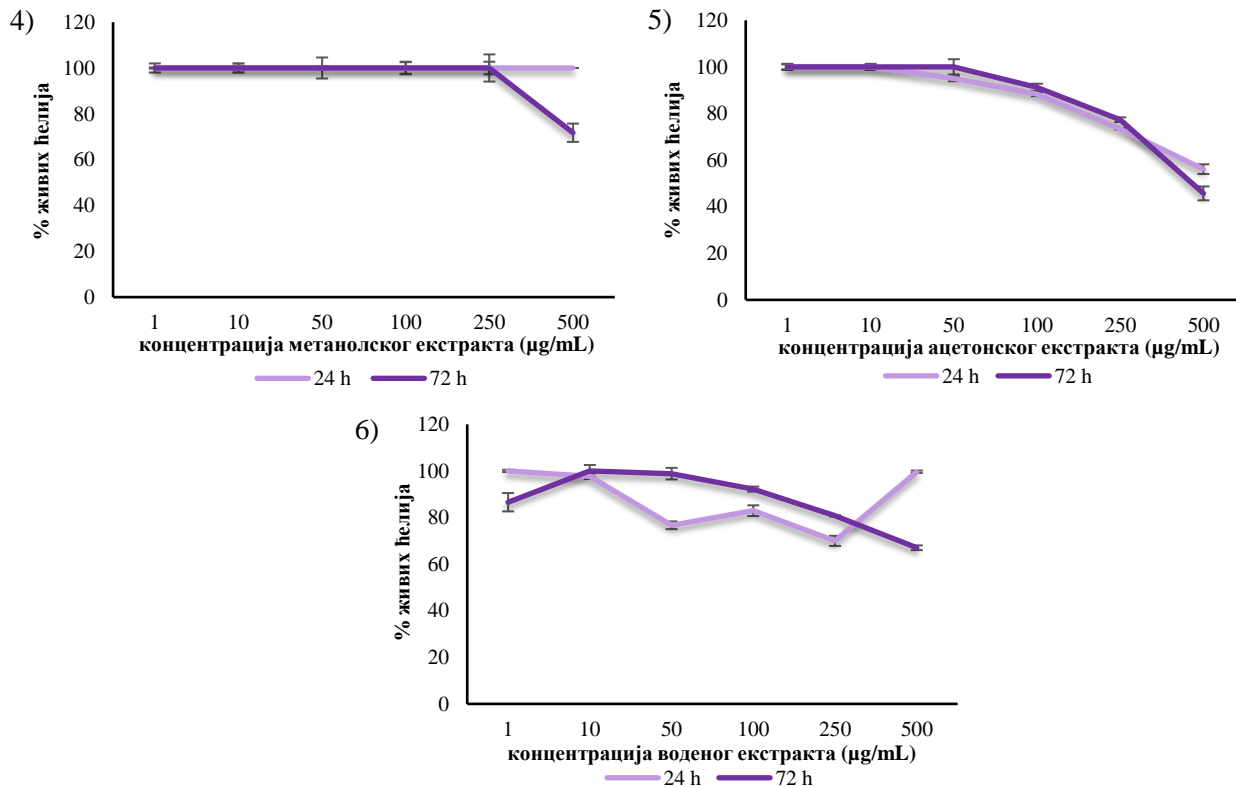 4)
120
100
80
60
40
20
0
% живих ћелија
1 10 50 100 250 500
концентрација метанолског екстракта (µg/mL)
24 h 72 h
5)
120
100
80
60
40
20
0
% живих ћелија
1 10 50 100 250 500
концентрација ацетонског екстракта (µg/mL)
24 h 72 h
6)
120
100
80
60
40
20
0
% живих ћелија
1 10 50 100 250 500
концентрација воденог екстракта (µg/mL)
24 h 72 h